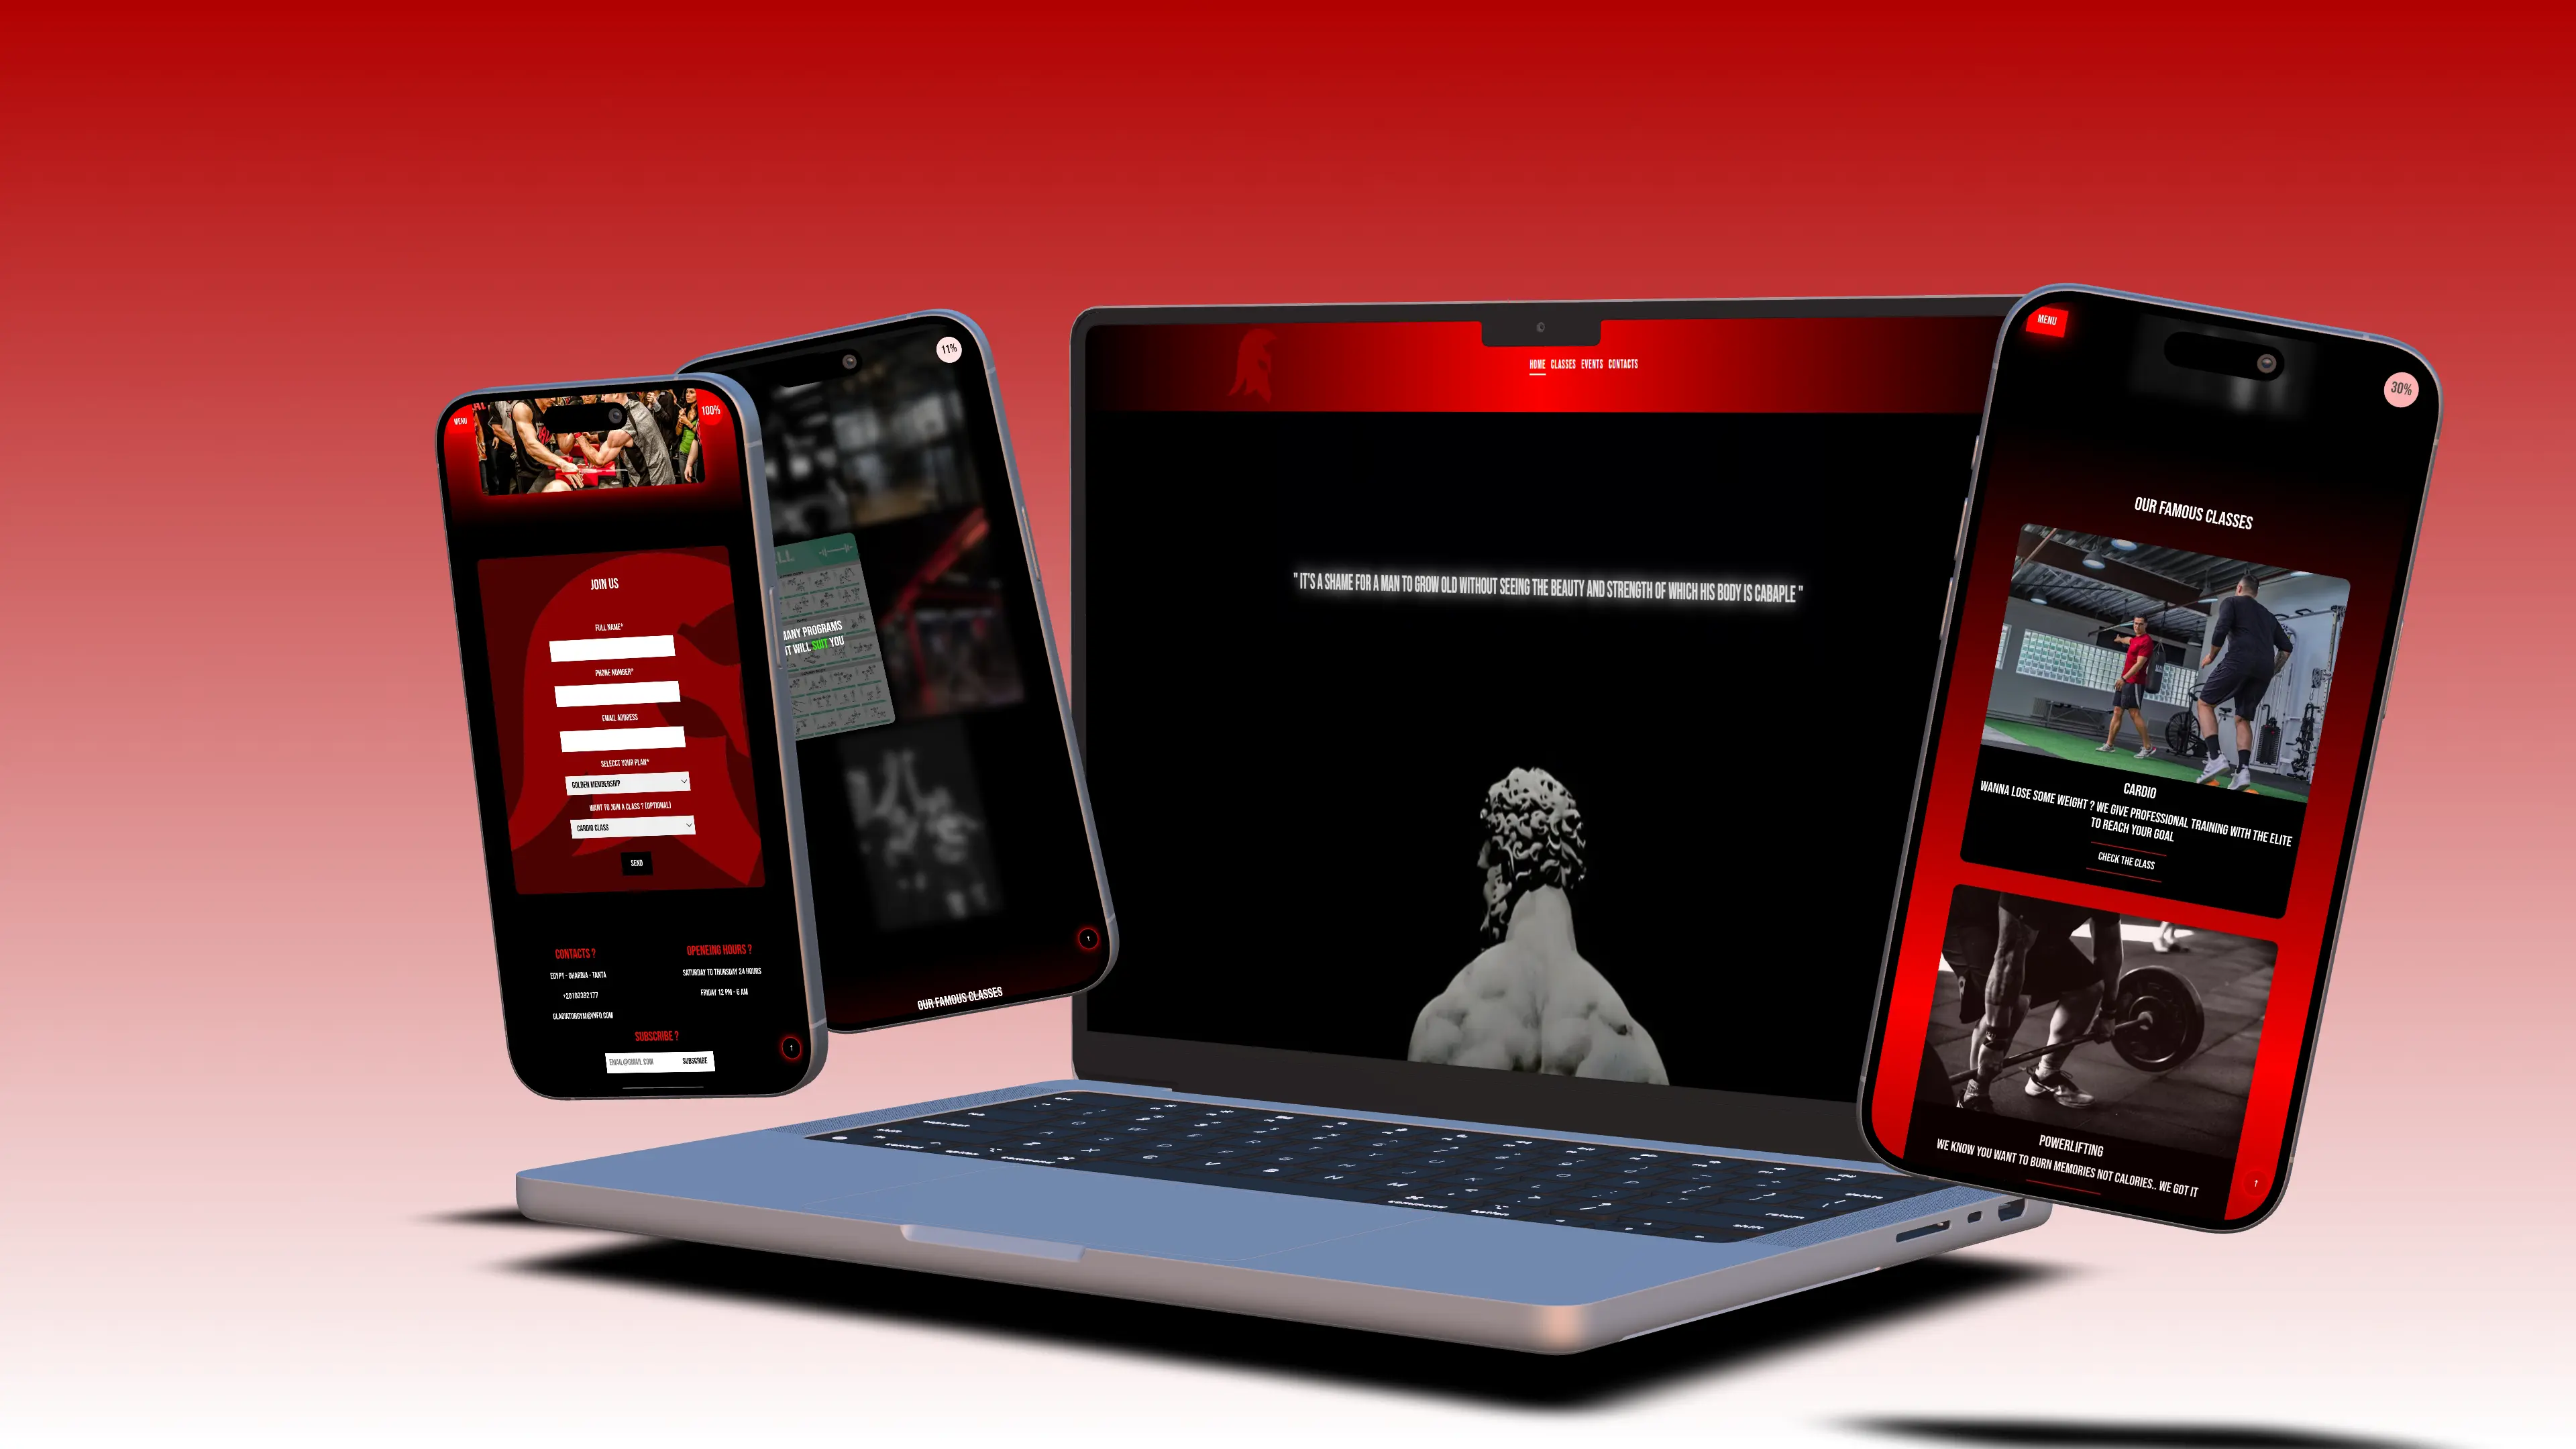 MENU
100%
JOIN US
FULL NAME*
PHONE NUMBER*
EMAIL ADDRESS
SELECCT YOUR PLAN*
GOLDEN MEMBERSHIP
WANT TO JOIN A CLASS ? (OPTIONAL)
CARDIO CLASS
SEND
CONTACTS ?
EGYPT - GHARBIA - TANTA
+20103392177
GLADIATORGYM@INFO.COM
OPENEING HOURS ?
SATURDAY TO THURSDAY 24 HOURS
FRIDAY 12 PM - 6 AM
SUBSCRIBE ?
EMAIL@GMAIL.COM SUBSCRIBE
11%
ANY PROGRAMS
IT WILL SUIT YOU
OUR FAMOUS CLASSES
HOME CLASSES EVENTS CONTACTS
" IT'S A SHAME FOR A MAN TO GROW OLD WITHOUT SEEING THE BEAUTY AND STRENGTH OF WHICH HIS BODY IS CABAPLE "
MENU
30%
OUR FAMOUS CLASSES
CARDIO
WANNA LOSE SOME WEIGHT ? WE GIVE PROFESSIONAL TRAINING WITH THE ELITE
TO REACH YOUR GOAL
CHECK THE CLASS
POWERLIFTING
WE KNOW YOU WANT TO BURN MEMORIES NOT CALORIES.. WE GOT IT